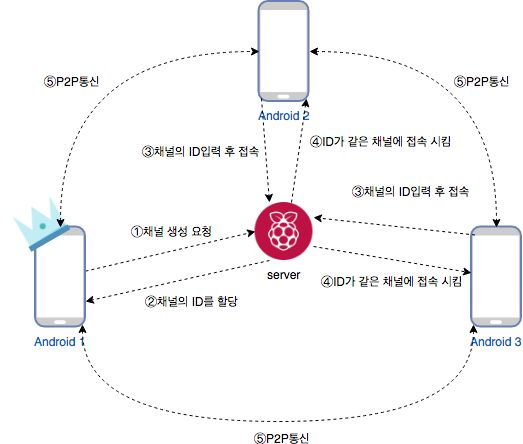 ⑤P2P통신
⑤P2P통신
Android 2
③채널의 ID입력 후 접속
④ID가 같은 채널에 접속 시킴
③채널의 ID입력 후 접속
①채널 생성 요청
server
④ID가 같은 채널에 접속 시킴
②채널의 ID를 할당
Android 1
Android 3
⑤P2P통신